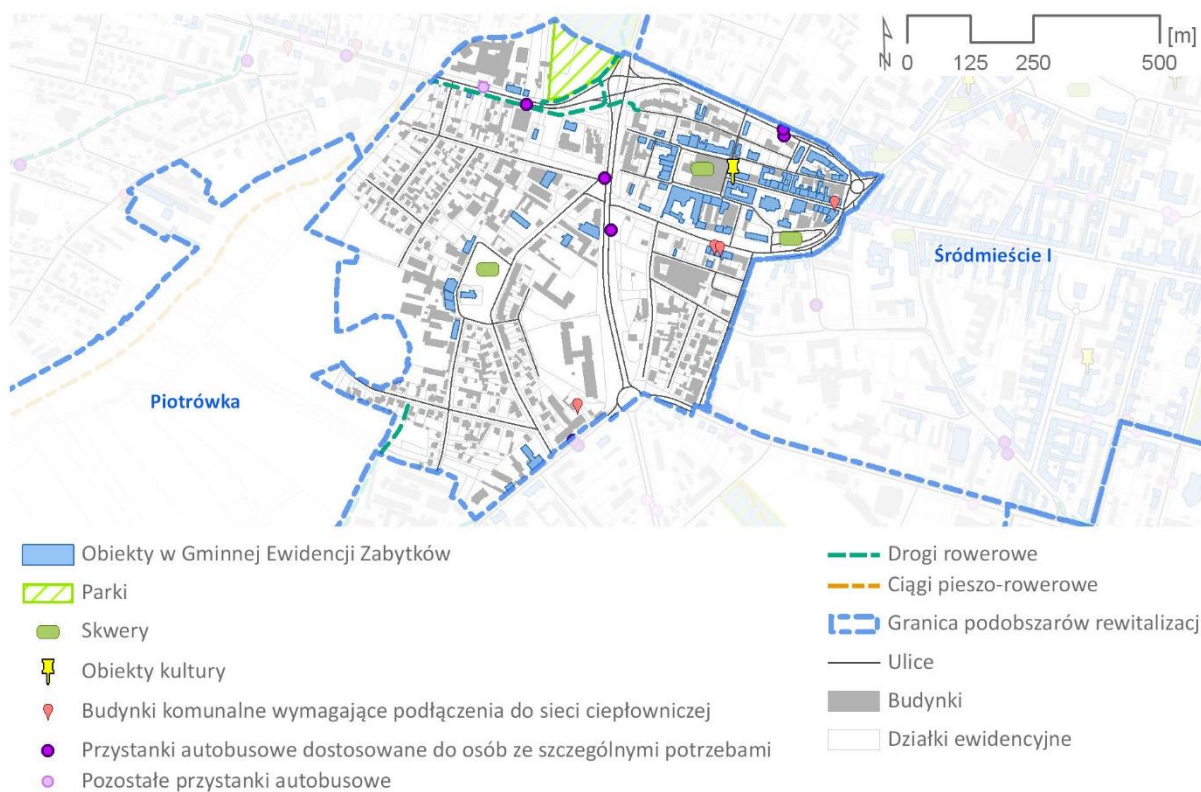 N
[m]
0 125 250 500
Śródmieście I
Piotrówka
Obiekty w Gminnej Ewidencji Zabytków
Parki
Skwery
Obiekty kultury
Budynki komunalne wymagające podłączenia do sieci ciepłowniczej
Przystanki autobusowe dostosowane do osób ze szczególnymi potrzebami
Pozostałe przystanki autobusowe
Drogi rowerowe
Ciągi pieszo-rowerowe
Granica podobszarów rewitalizacj
Ulice
Budynki
Działki ewidencyjne